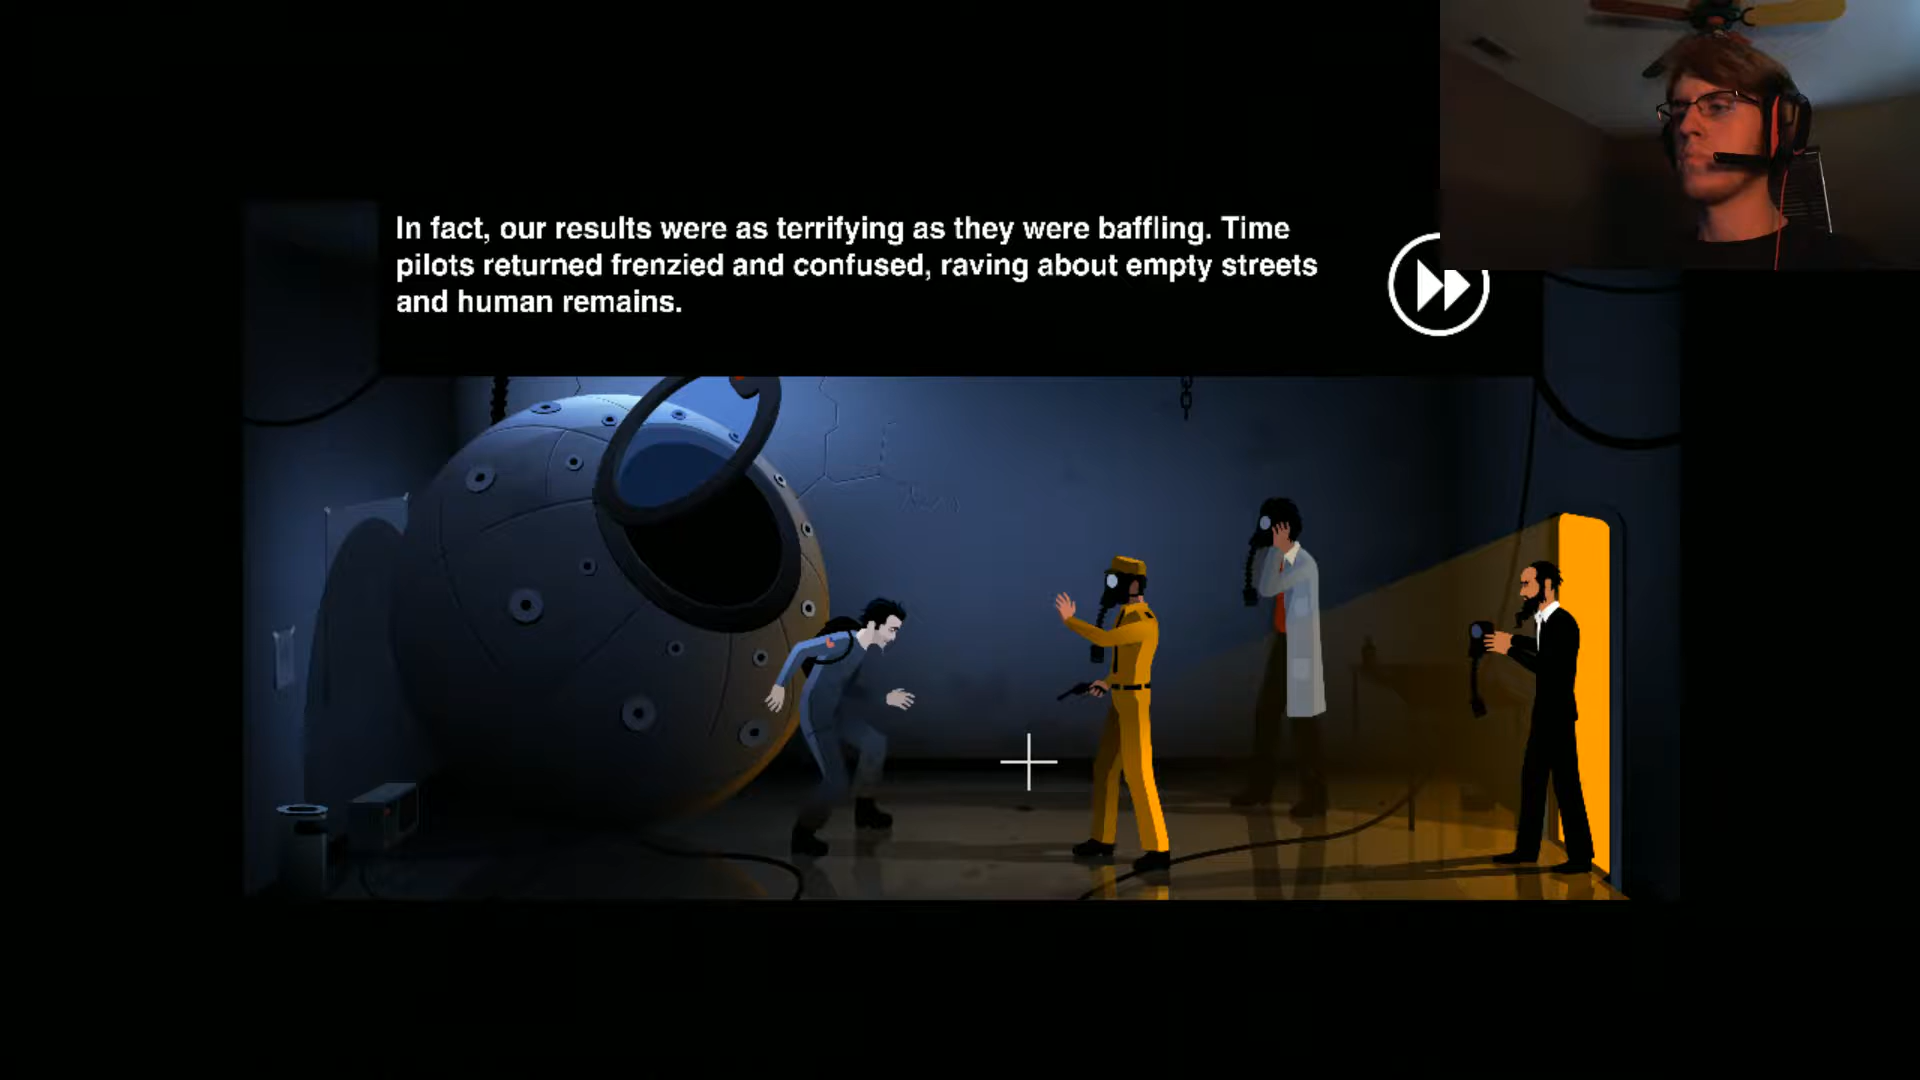 In fact, our results were as terrifying as they were baffling. Time
pilots returned frenzied and confused, raving about empty streets
and human remains.